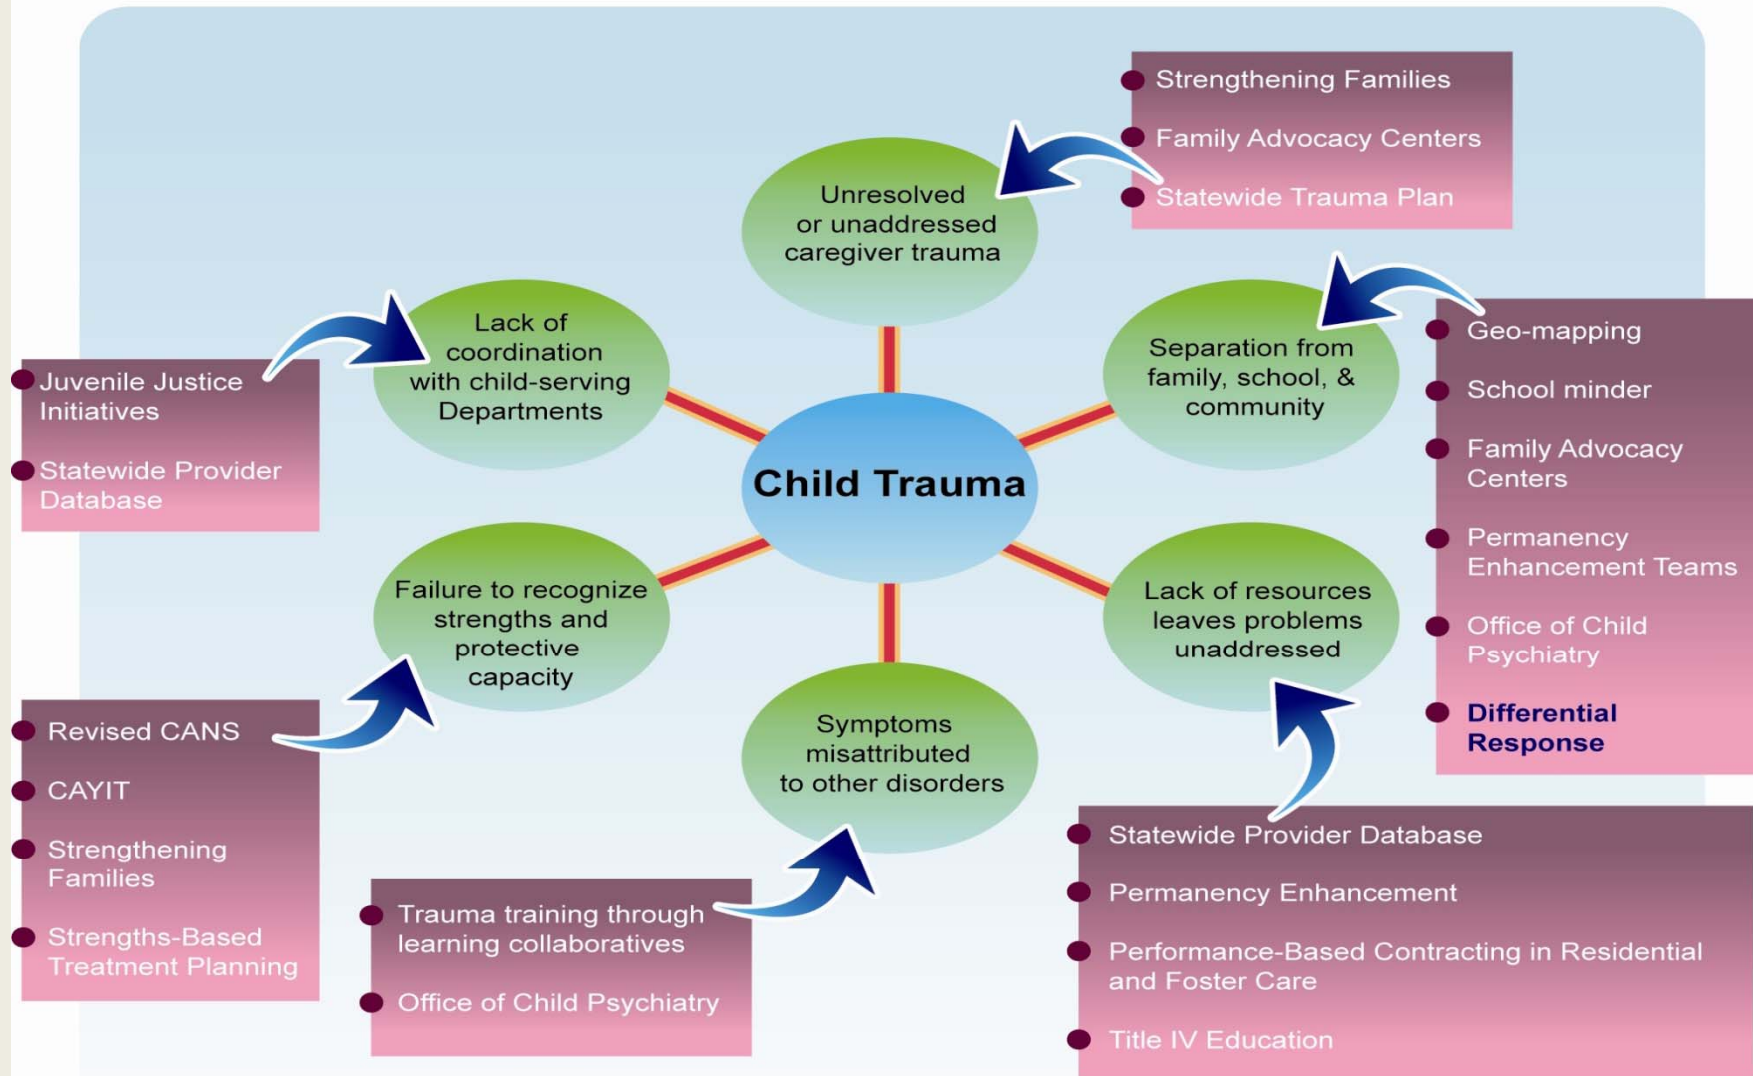 Strengthening Families
Family Advocacy Centers
Statewide Trauma Plan
Unresolved
or unaddressed
caregiver trauma
Lack of
coordination
with child-serving
Departments
Separation from
family, school, &
community
Geo-mapping
School minder
Family Advocacy
Centers
Permanency
Enhancement Teams
Office of Child
Psychiatry
Differential
Response
Juvenile Justice
Initiatives
Statewide Provider
Database
Child Trauma
Failure to recognize
strengths and
protective
capacity
Lack of resources
leaves problems
unaddressed
Symptoms
misattributed
to other disorders
Revised CANS
CAYIT
Strengthening
Families
Strengths-Based
Treatment Planning
Trauma training through
learning collaboratives
Office of Child Psychiatry
Statewide Provider Database
Permanency Enhancement
Performance-Based Contracting in Residential
and Foster Care
Title IV Education